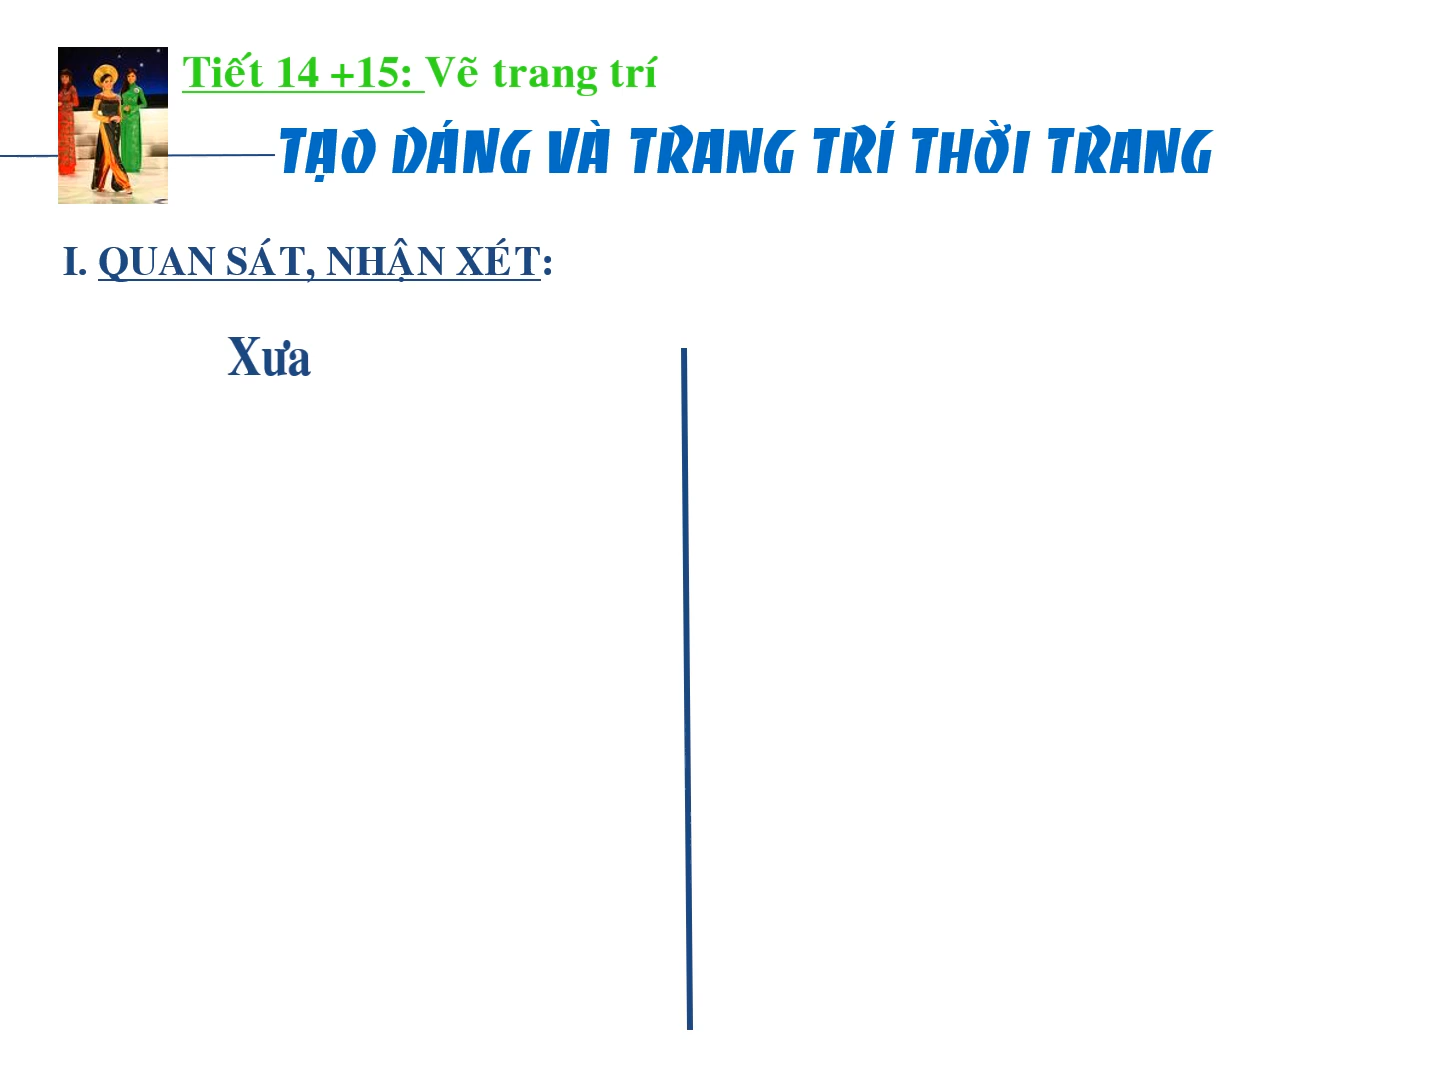 Tiết 14 +15: Vẽ trang trí
TẠO DÁNG VÀ TRANG TRÍ THỜI TRANG
I. QUAN SÁT, NHẬN XÉT:
Xưa